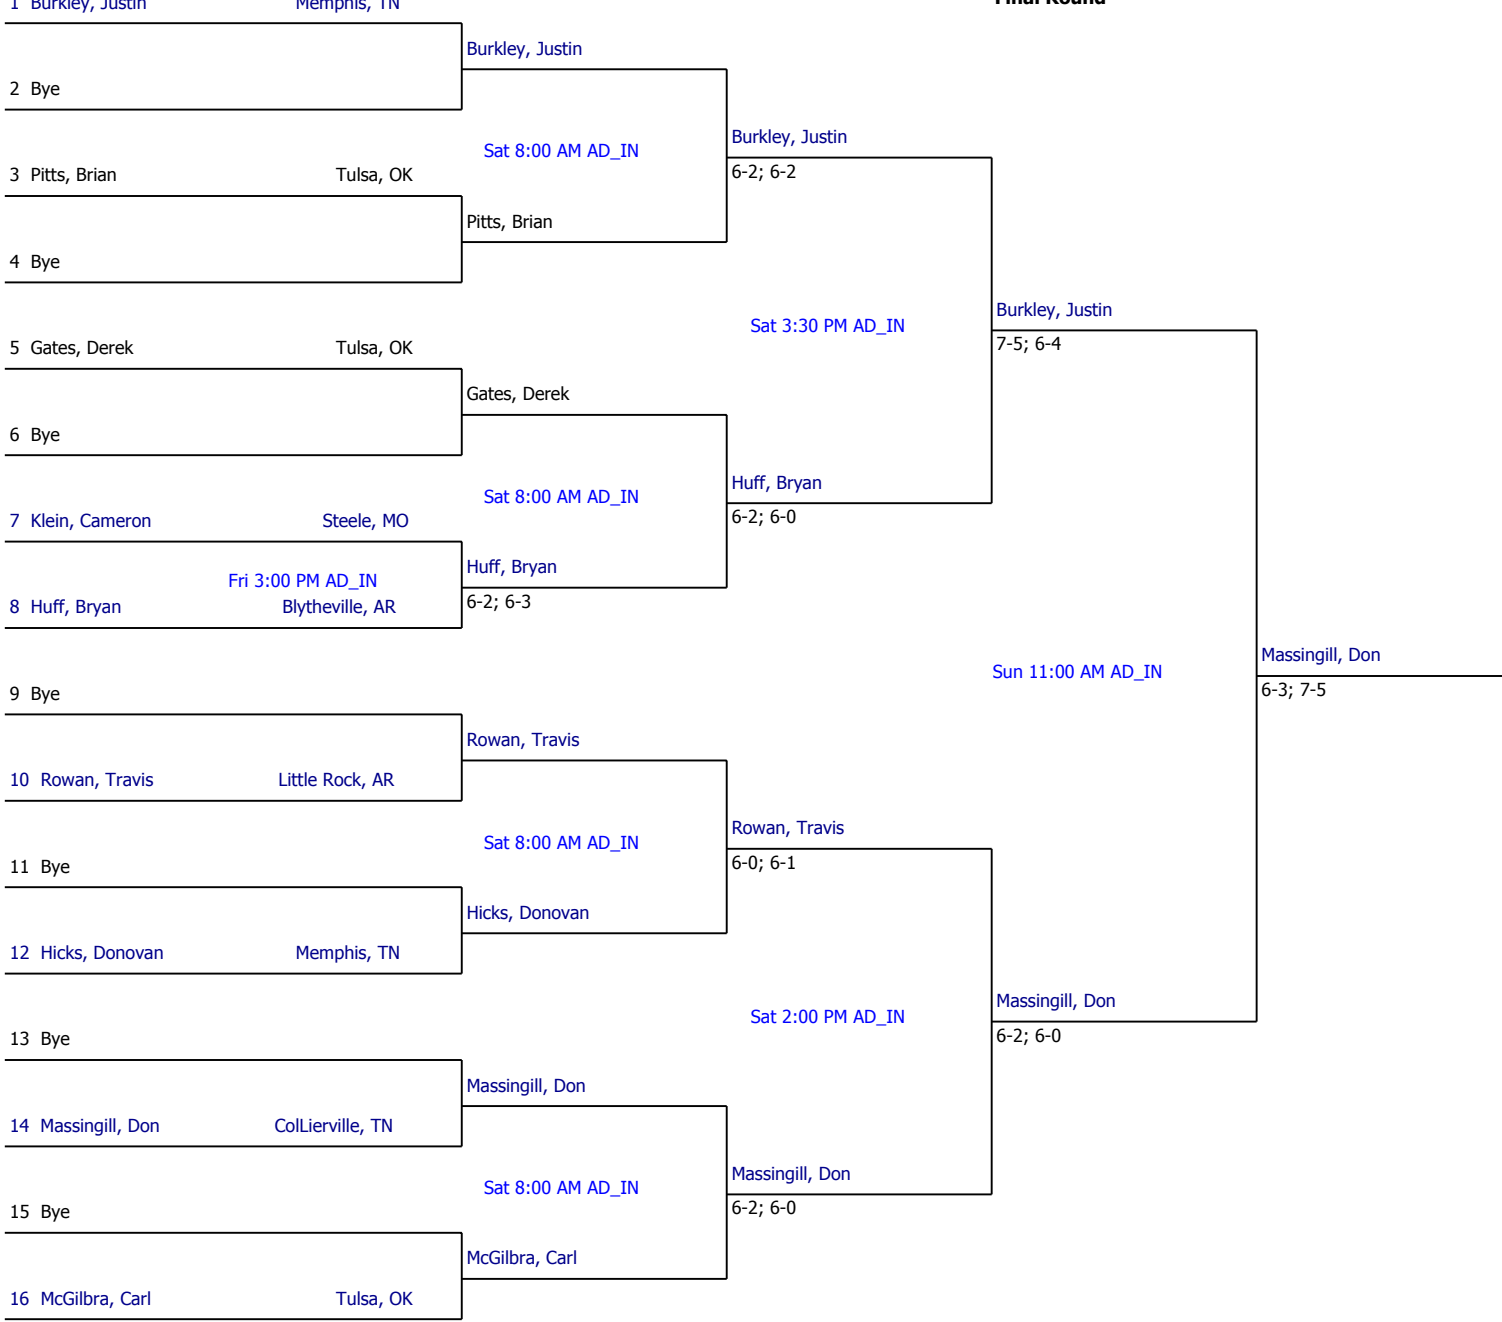 1 Burkley, Justin Memphis, TN
Final Round
Burkley, Justin
2 Bye
Sat 8:00 AM AD_IN
Burkley, Justin
6-2; 6-2
3 Pitts, Brian Tulsa, OK
Pitts, Brian
4 Bye
Sat 3:30 PM AD_IN
Burkley, Justin
7-5; 6-4
5 Gates, Derek Tulsa, OK
Gates, Derek
6 Bye
Sat 8:00 AM AD_IN
Huff, Bryan
6-2; 6-0
7 Klein, Cameron Steele, MO
Fri 3:00 PM AD_IN
Huff, Bryan
6-2; 6-3
8 Huff, Bryan Blytheville, AR
Sun 11:00 AM AD_IN
Massingill, Don
6-3; 7-5
9 Bye
Rowan, Travis
10 Rowan, Travis Little Rock, AR
Sat 8:00 AM AD_IN
Rowan, Travis
6-0; 6-1
11 Bye
Hicks, Donovan
12 Hicks, Donovan Memphis, TN
Sat 2:00 PM AD_IN
Massingill, Don
6-2; 6-0
13 Bye
Massingill, Don
14 Massingill, Don ColLierville, TN
Sat 8:00 AM AD_IN
Massingill, Don
6-2; 6-0
15 Bye
McGilbra, Carl
16 McGilbra, Carl Tulsa, OK